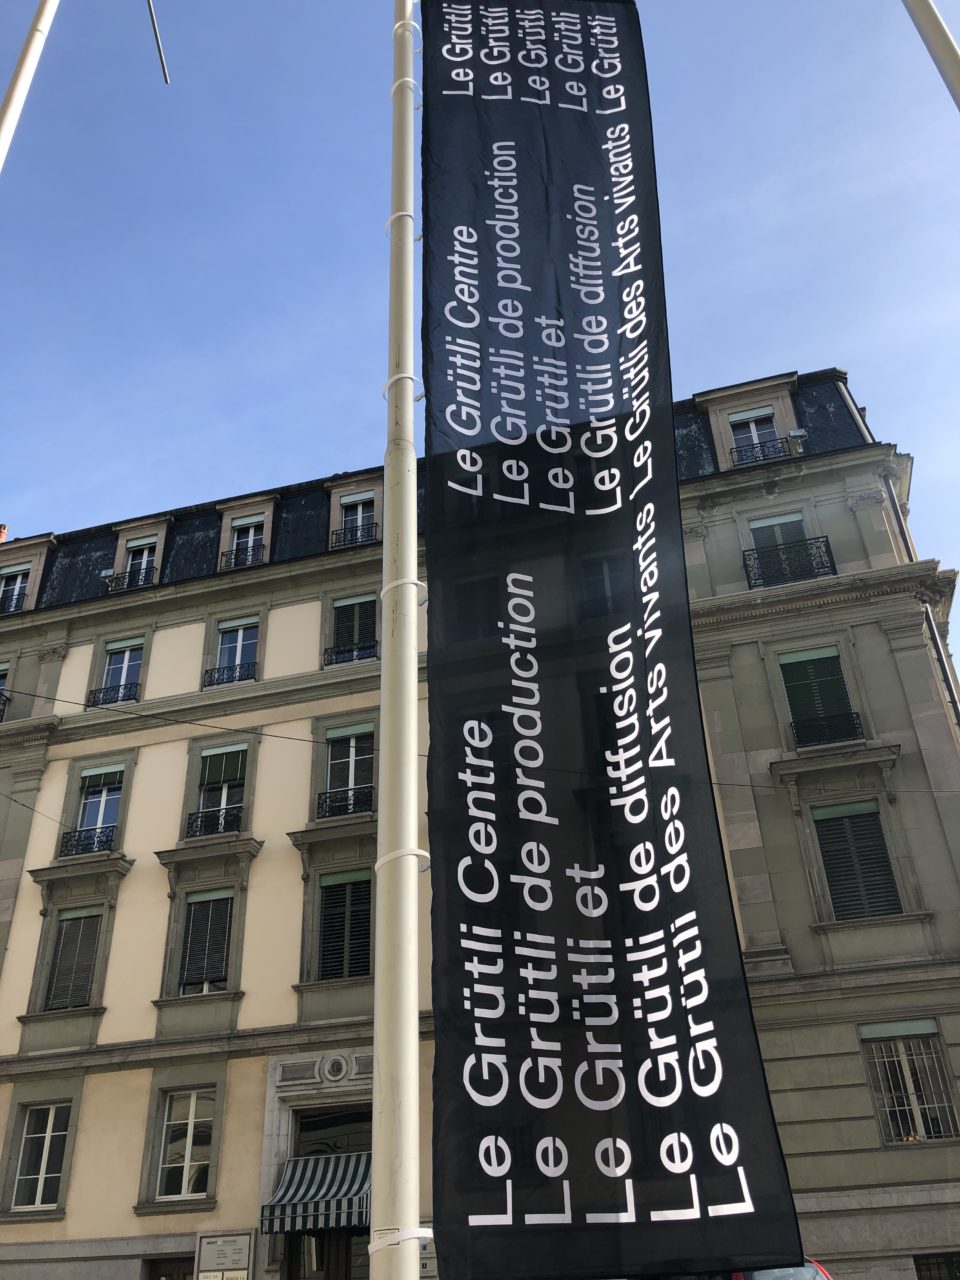 Le Grütli Centre Le Grütli Centre Le Grütli
Le Grütli de production Le Grütli de production Le Grütli
Le Grütli et Le Grütli et Le Grütli
Le Grütli de diffusion Le Grütli de diffusion Le Grütli
Le Grütli des Arts vivants Le Grütli des Arts vivants Le Grütli